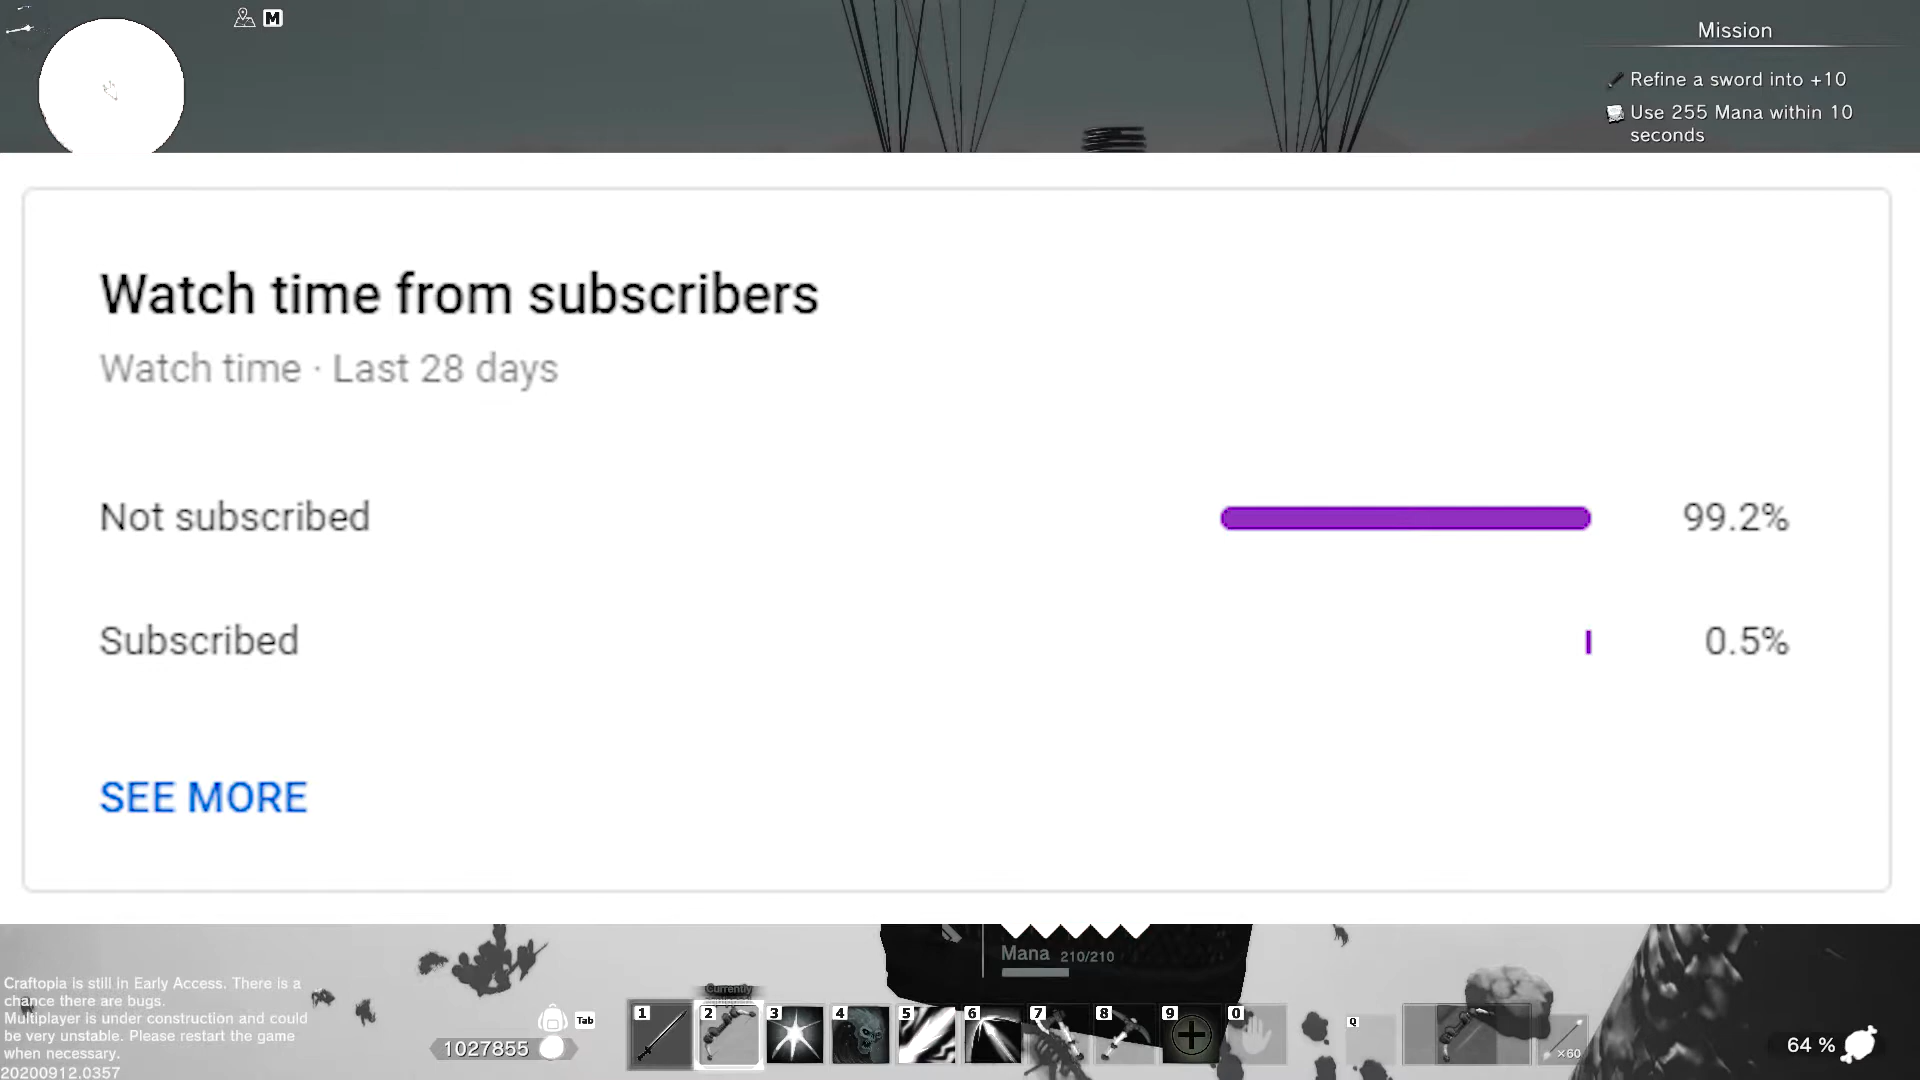 M
Mission
Refine a sword into +10
Use 255 Mana within 10
seconds
Watch time from subscribers
Watch time · Last 28 days
Not subscribed 99.2%
Subscribed 0.5%
SEE MORE
Mana 210/210
Craftopia is still in Early Access. There is a
chance there are bugs.
Multiplayer is under construction and could
be very unstable. Please restart the game
when necessary.
20200912.0357
Tab
1027855
Currently
1 2 3 4 5 6 7 8 9 0
Q
×60
64 %